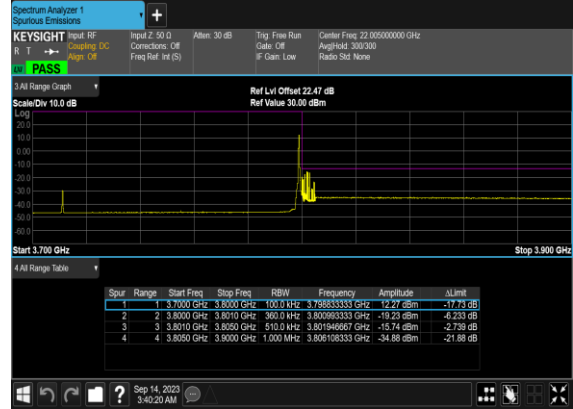 Spectrum Analyzer 1
Spurious Emissions
KEYSIGHT
R T
LXI PASS
Input: RF
Coupling: DC
Align: Off
Input Z: 50 Ω
Corrections: Off
Freq Ref: Int (S)
Atten: 30 dB
Trig: Free Run
Gate: Off
IF Gain: Low
Center Freq: 22.005000000 GHz
Avg|Hold: 300/300
Radio Std: None
3 All Range Graph
Ref Lvl Offset 22.47 dB
Scale/Div 10.0 dB Ref Value 30.00 dBm
Log
20.0
10.0
0.00
-10.0
-20.0
-30.0
-40.0
-50.0
-60.0
Start 3.700 GHz Stop 3.900 GHz
4 All Range Table
Spur Range Start Freq Stop Freq RBW Frequency Amplitude ΔLimit
1 1 3.7000 GHz 3.8000 GHz 100.0 kHz 3.798833333 GHz 12.27 dBm -17.73 dB
2 2 3.8000 GHz 3.8010 GHz 360.0 kHz 3.800993333 GHz -19.23 dBm -6.233 dB
3 3 3.8010 GHz 3.8050 GHz 510.0 kHz 3.801946667 GHz -15.74 dBm -2.739 dB
4 4 3.8050 GHz 3.9000 GHz 1.000 MHz 3.806108333 GHz -34.88 dBm -21.88 dB
?
Sep 14, 2023
3:40:20 AM